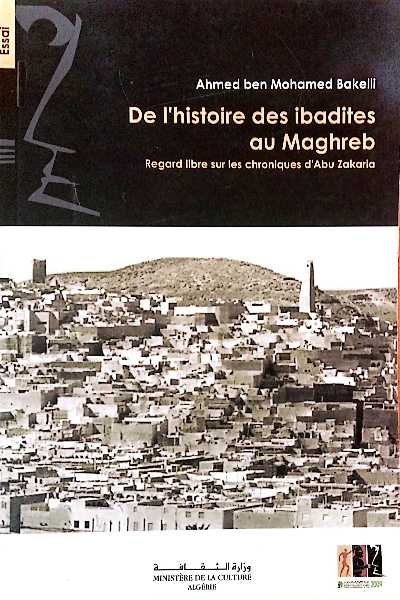 Essai
Ahmed ben Mohamed Bakelli
De l'histoire des ibadites
au Maghreb
Regard libre sur les chroniques d'Abu Zakaria
وزارة الثقافة
MINISTÈRE DE LA CULTURE
ALGÉRIE
2009